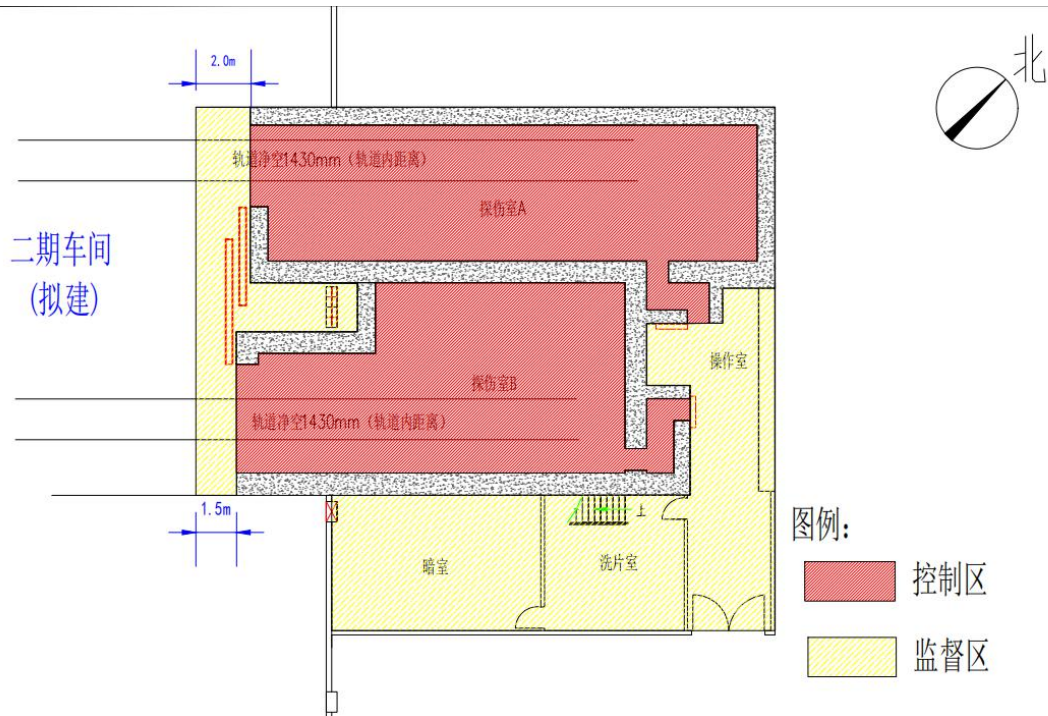 2.0m
北
轨道净空1430mm（轨道内距离）
探伤室A
二期车间
(拟建)
操作室
探伤室B
轨道净空1430mm（轨道内距离）
1.5m
上
图例：
暗室
洗片室
控制区
监督区